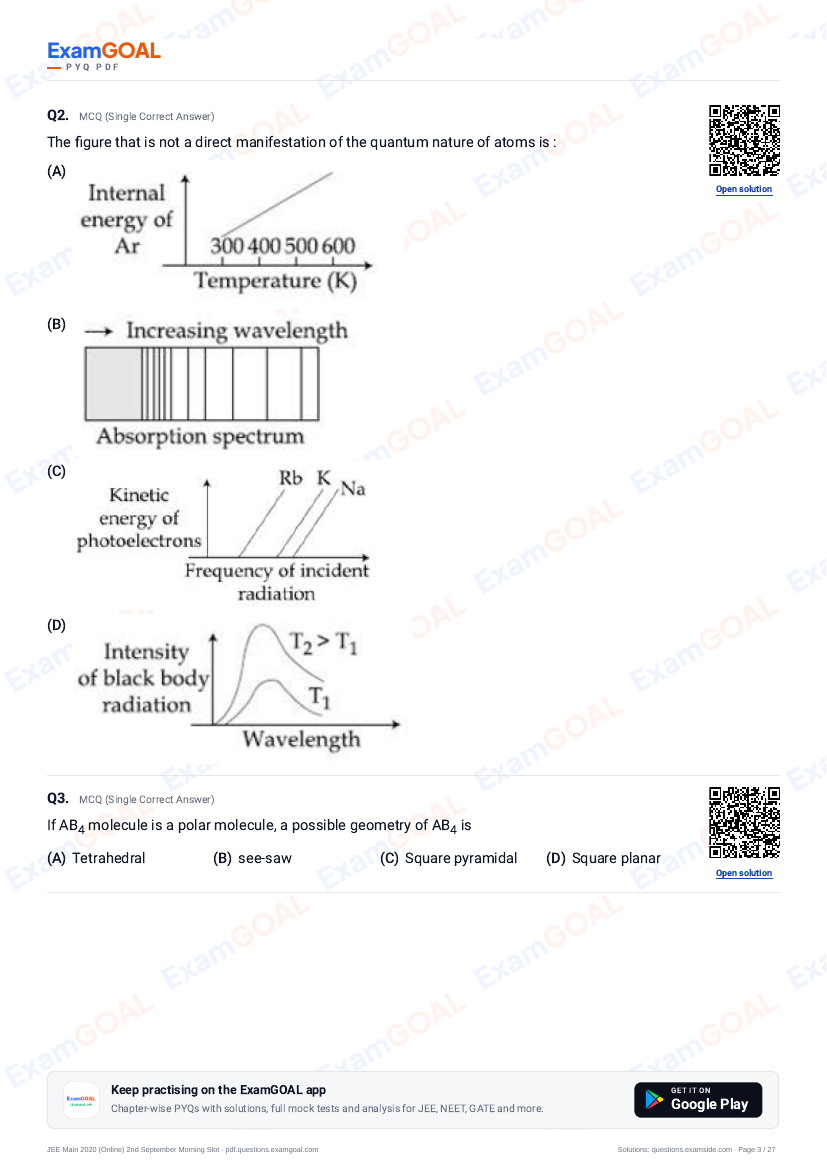 ExamGOAL
PYQ PDF
Q2. MCQ (Single Correct Answer)
The figure that is not a direct manifestation of the quantum nature of atoms is :
Open solution
(A)
Internal
energy of
Ar
300 400 500 600
Temperature (K)
(B)
→ Increasing wavelength
Absorption spectrum
(C)
Rb K Na
Kinetic
energy of
photoelectrons
Frequency of incident
radiation
(D)
Intensity
of black body
radiation
T₂ > T₁
T₁
Wavelength
Q3. MCQ (Single Correct Answer)
If AB₄ molecule is a polar molecule, a possible geometry of AB₄ is
(A) Tetrahedral (B) see-saw (C) Square pyramidal (D) Square planar
Open solution
Keep practising on the ExamGOAL app
Chapter-wise PYQs with solutions, full mock tests and analysis for JEE, NEET, GATE and more.
GET IT ON
Google Play
JEE Main 2020 (Online) 2nd September Morning Slot · pdf.questions.examgoal.com
Solutions: questions.examside.com · Page 3 / 27